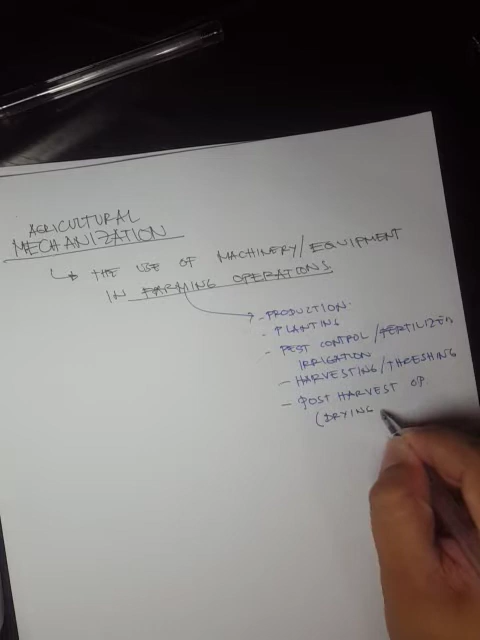 AGRICULTURAL
MECHANIZATION
↳ THE USE OF MACHINERY/EQUIPMENT
IN FARMING OPERATIONS
- PRODUCTION
- PLANTING
- PEST CONTROL/FERTILIZER
IRRIGATION
- HARVESTING/THRESHING
- POST HARVEST OP.
(DRYING